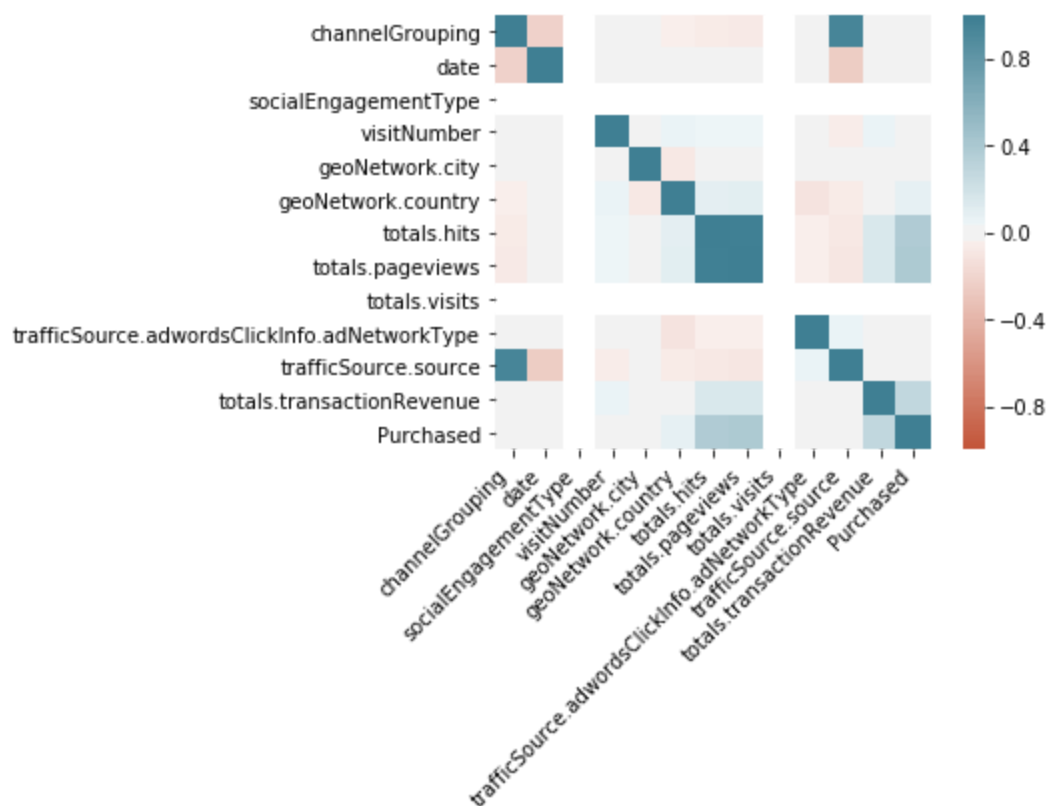 channelGrouping
date
socialEngagementType
visitNumber
geoNetwork.city
geoNetwork.country
totals.hits
totals.pageviews
totals.visits
trafficSource.adwordsClickInfo.adNetworkType
trafficSource.source
totals.transactionRevenue
Purchased
0.8
0.4
0.0
−0.4
−0.8
channelGrouping
date
socialEngagementType
visitNumber
geoNetwork.city
geoNetwork.country
totals.hits
totals.pageviews
totals.visits
trafficSource.adwordsClickInfo.adNetworkType
trafficSource.source
totals.transactionRevenue
Purchased